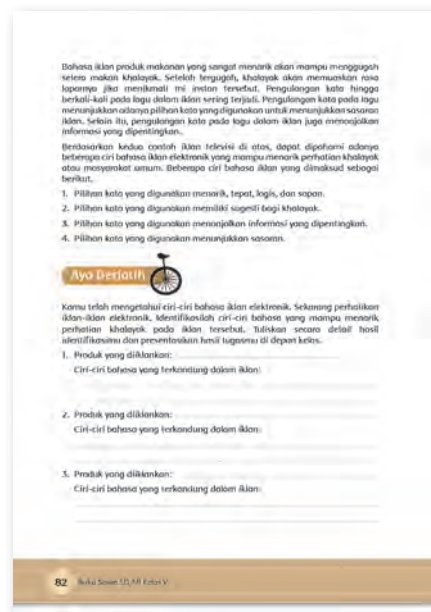 Bahasa iklan produk makanan yang sangat menarik akan mampu menggugah
selera makan khalayak. Setelah tergugah, khalayak akan memuaskan rasa
laparnya jika menikmati mi instan tersebut. Pengulangan kata hingga
berkali-kali pada lagu dalam iklan sering terjadi. Pengulangan kata pada lagu
menunjukkan adanya pilihan kata yang digunakan untuk menunjukkan sasaran
iklan. Selain itu, pengulangan kata pada lagu dalam iklan juga menonjolkan
informasi yang dipentingkan.
Berdasarkan kedua contoh iklan televisi di atas, dapat dipahami adanya
beberapa ciri bahasa iklan elektronik yang mampu menarik perhatian khalayak
atau masyarakat umum. Beberapa ciri bahasa iklan yang dimaksud sebagai
berikut.
1. Pilihan kata yang digunakan menarik, tepat, logis, dan sopan.
2. Pilihan kata yang digunakan memiliki sugesti bagi khalayak.
3. Pilihan kata yang digunakan menonjolkan informasi yang dipentingkan.
4. Pilihan kata yang digunakan menunjukkan sasaran.
Ayo Berlatih
Kamu telah mengetahui ciri-ciri bahasa iklan elektronik. Sekarang perhatikan
iklan-iklan elektronik. Identifikasilah ciri-ciri bahasa yang mampu menarik
perhatian khalayak pada iklan tersebut. Tuliskan secara detail hasil
identifikasimu dan presentasikan hasil tugasmu di depan kelas.
1. Produk yang diiklankan:
Ciri-ciri bahasa yang terkandung dalam iklan:
2. Produk yang diiklankan:
Ciri-ciri bahasa yang terkandung dalam iklan:
3. Produk yang diiklankan:
Ciri-ciri bahasa yang terkandung dalam iklan:
82 Buku Siswa SD/MI Kelas V